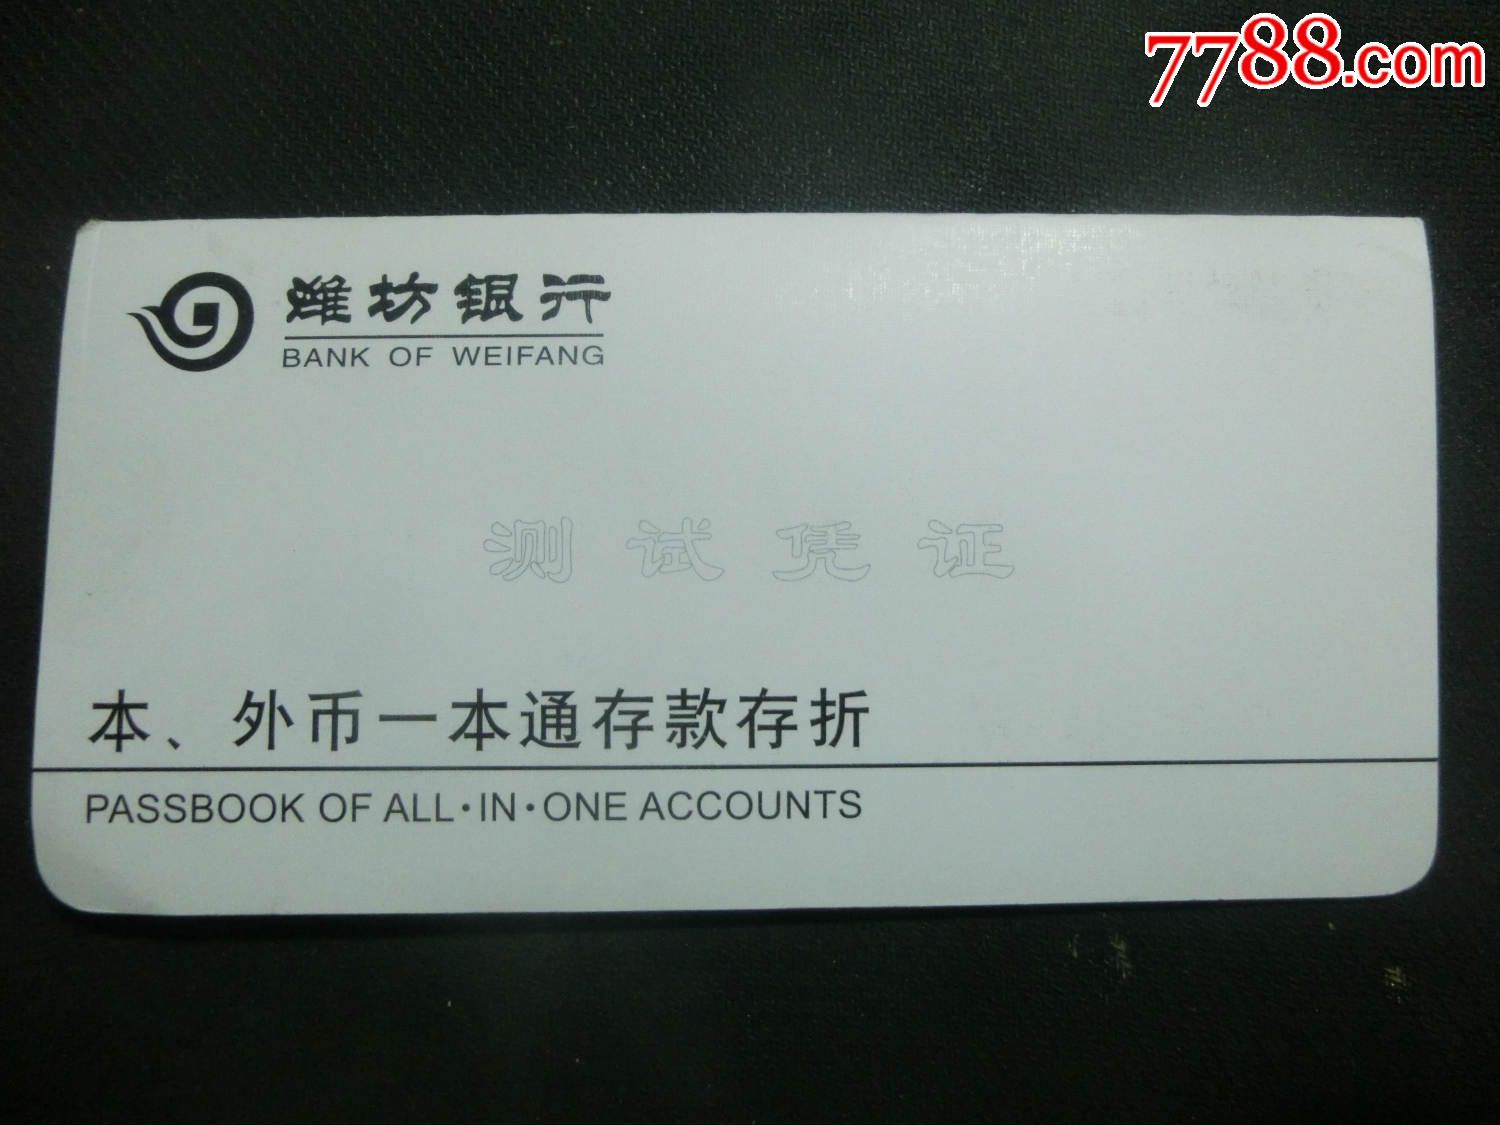 7788.com
潍坊银行
BANK OF WEIFANG
测试凭证
本、外币一本通存款存折
PASSBOOK OF ALL·IN·ONE ACCOUNTS